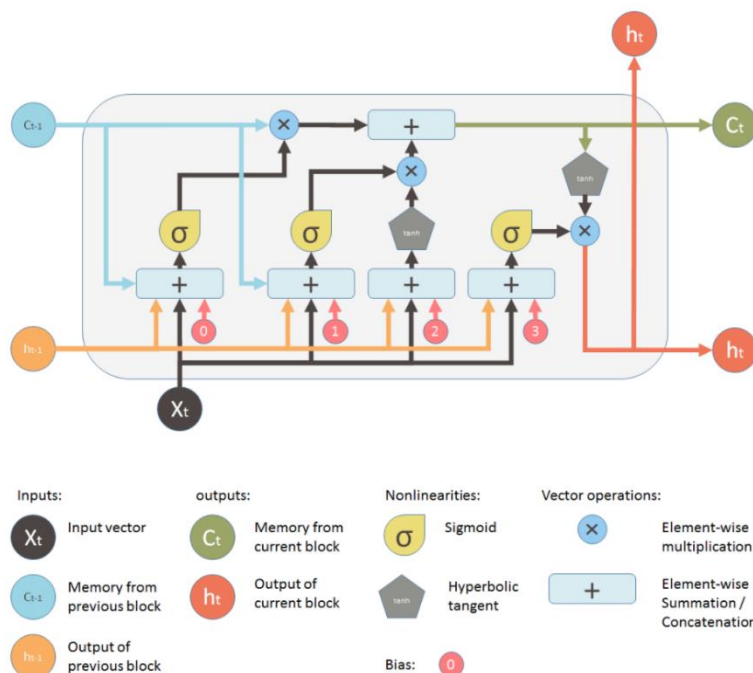 ht
Ct-1
×
+
Ct
×
tanh
σ
σ
tanh
σ
×
+
+
+
+
0
1
2
3
ht-1
ht
Xt
Inputs:
outputs:
Nonlinearities:
Vector operations:
Xt
Input vector
Ct
Memory from
current block
σ
Sigmoid
×
Element-wise
multiplication
Ct-1
Memory from
previous block
ht
Output of
current block
tanh
Hyperbolic
tangent
+
Element-wise
Summation /
Concatenation
ht-1
Output of
previous block
Bias:
0